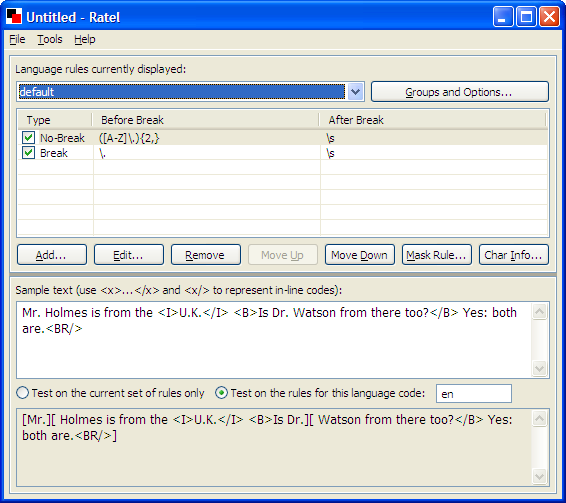 Untitled - Ratel
File Tools Help
Language rules currently displayed:
default
Groups and Options...
Type Before Break After Break
No-Break ([A-Z]\.){2,} \s
Break \. \s
Add... Edit... Remove Move Up Move Down Mask Rule... Char Info...
Sample text (use <x>...</x> and <x/> to represent in-line codes):
Mr. Holmes is from the <I>U.K.</I> <B>Is Dr. Watson from there too?</B> Yes: both
are.<BR/>
Test on the current set of rules only Test on the rules for this language code: en
[Mr.][ Holmes is from the <I>U.K.</I> <B>Is Dr.][ Watson from there too?</B> Yes:
both are.<BR/>]